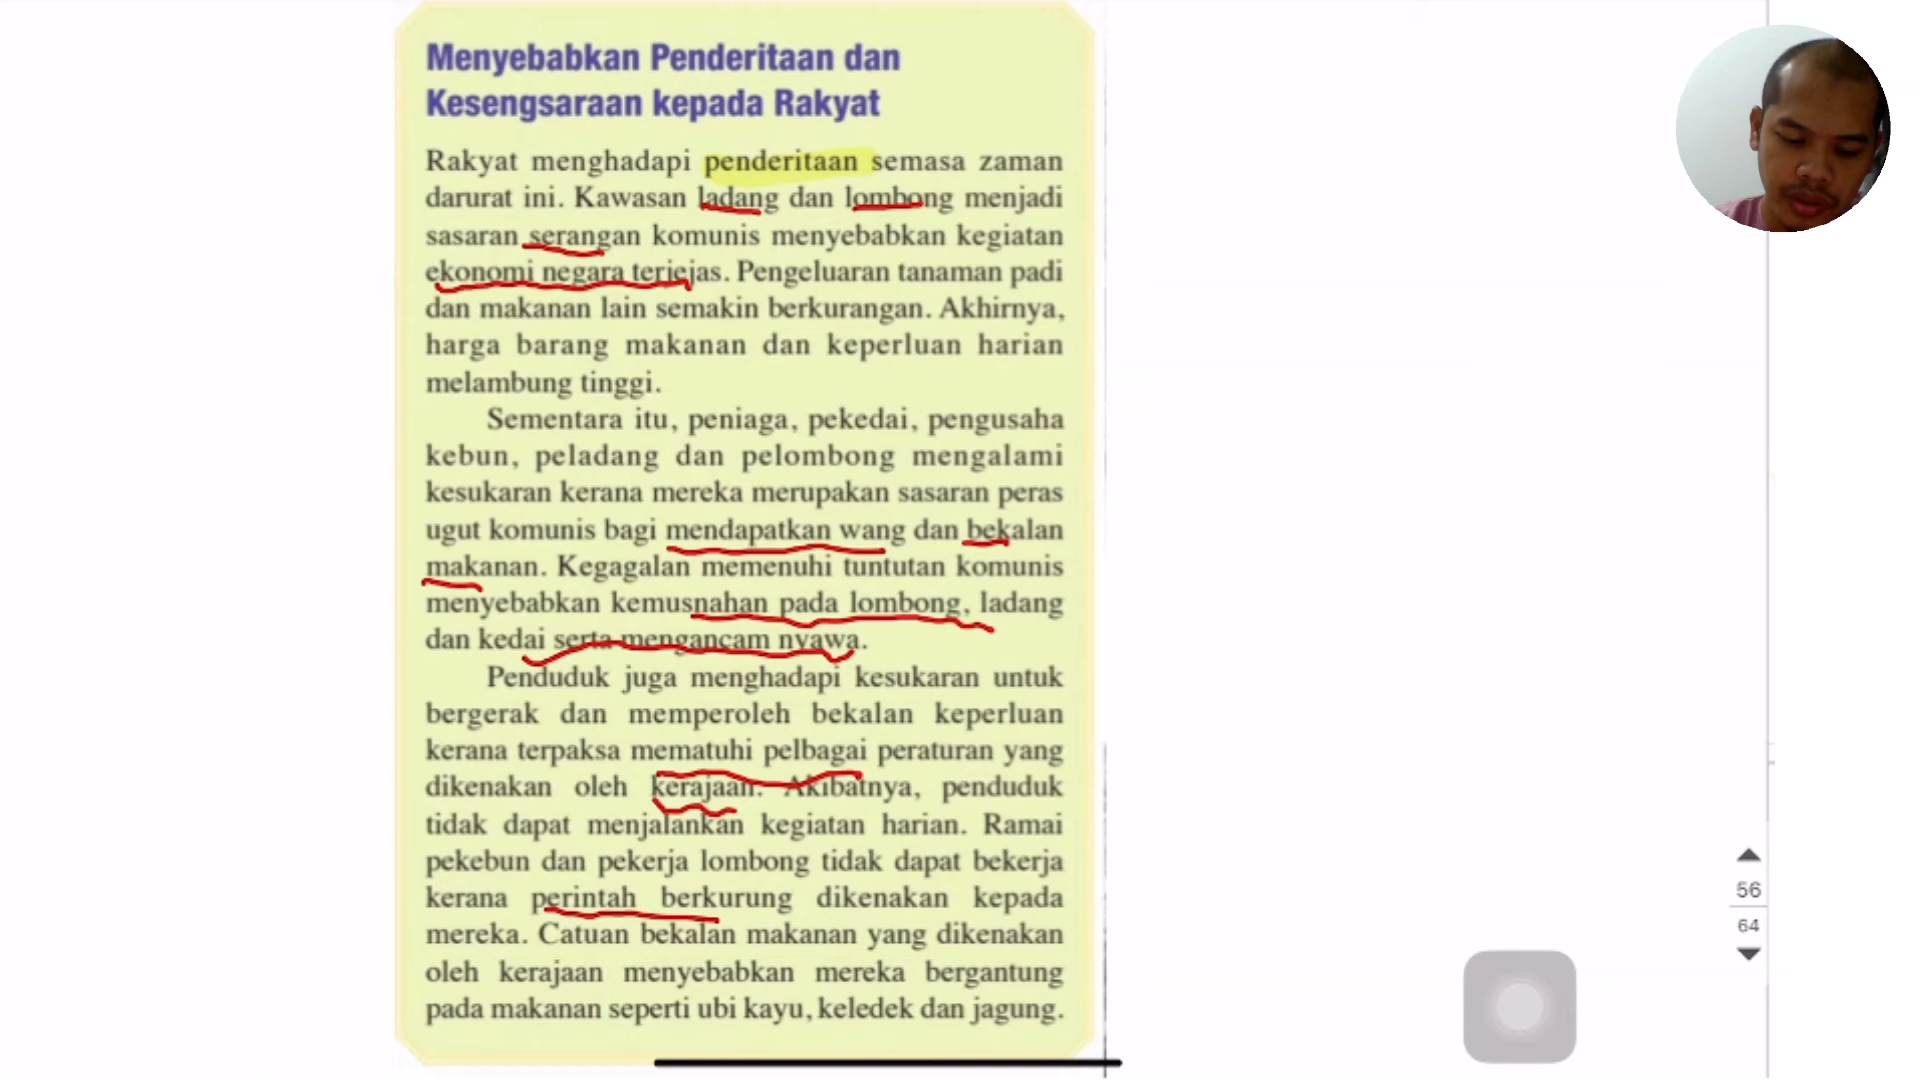 Menyebabkan Penderitaan dan
Kesengsaraan kepada Rakyat
Rakyat menghadapi penderitaan semasa zaman
darurat ini. Kawasan ladang dan lombong menjadi
sasaran serangan komunis menyebabkan kegiatan
ekonomi negara terjejas. Pengeluaran tanaman padi
dan makanan lain semakin berkurangan. Akhirnya,
harga barang makanan dan keperluan harian
melambung tinggi.
Sementara itu, peniaga, pekedai, pengusaha
kebun, peladang dan pelombong mengalami
kesukaran kerana mereka merupakan sasaran peras
ugut komunis bagi mendapatkan wang dan bekalan
makanan. Kegagalan memenuhi tuntutan komunis
menyebabkan kemusnahan pada lombong, ladang
dan kedai serta mengancam nyawa.
Penduduk juga menghadapi kesukaran untuk
bergerak dan memperoleh bekalan keperluan
kerana terpaksa mematuhi pelbagai peraturan yang
dikenakan oleh kerajaan. Akibatnya, penduduk
tidak dapat menjalankan kegiatan harian. Ramai
pekebun dan pekerja lombong tidak dapat bekerja
kerana perintah berkurung dikenakan kepada
mereka. Catuan bekalan makanan yang dikenakan
oleh kerajaan menyebabkan mereka bergantung
pada makanan seperti ubi kayu, keledek dan jagung.
56
64